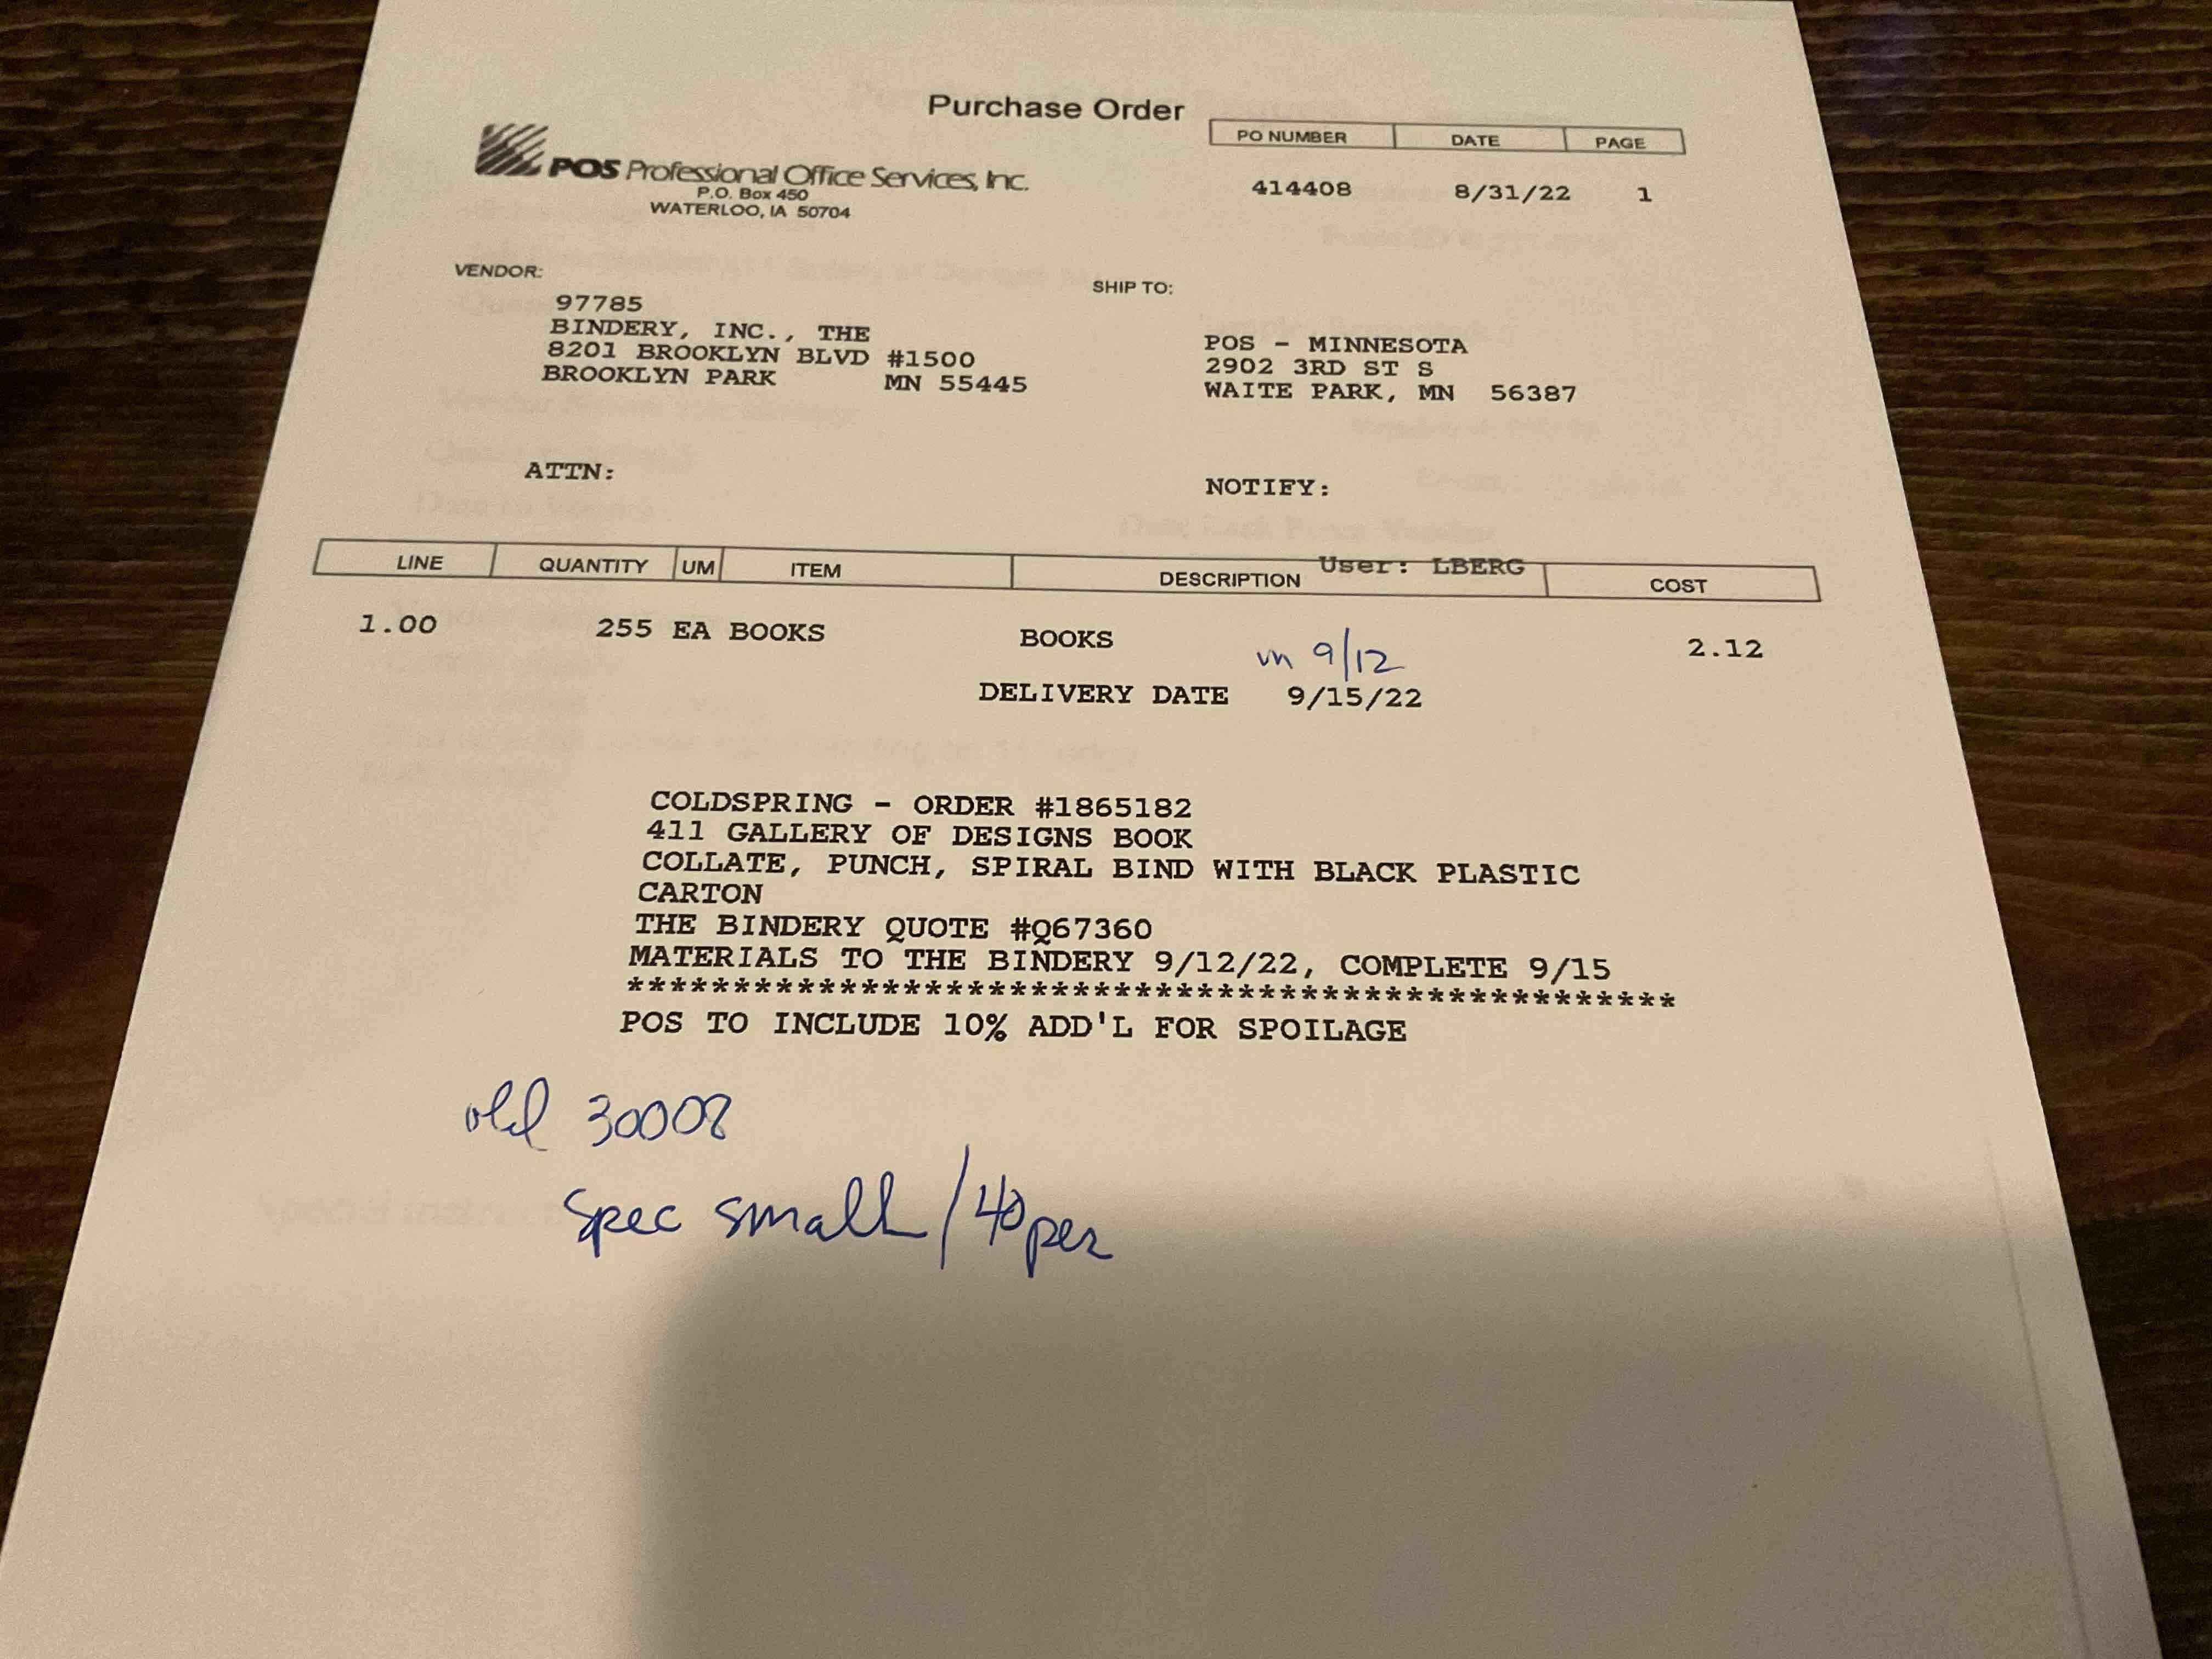 Purchase Order
PO NUMBER DATE PAGE
POS Professional Office Services, Inc.
P.O. Box 450
WATERLOO, IA 50704
414408 8/31/22 1
VENDOR:
97785
BINDERY, INC., THE
8201 BROOKLYN BLVD #1500
BROOKLYN PARK MN 55445
SHIP TO:
POS - MINNESOTA
2902 3RD ST S
WAITE PARK, MN 56387
ATTN:
NOTIFY:
User: LBERG
LINE QUANTITY UM ITEM DESCRIPTION COST
1.00 255 EA BOOKS BOOKS 2.12
in 9/12
DELIVERY DATE 9/15/22
COLDSPRING - ORDER #1865182
411 GALLERY OF DESIGNS BOOK
COLLATE, PUNCH, SPIRAL BIND WITH BLACK PLASTIC
CARTON
THE BINDERY QUOTE #Q67360
MATERIALS TO THE BINDERY 9/12/22, COMPLETE 9/15
**************************************************
POS TO INCLUDE 10% ADD'L FOR SPOILAGE
old 30008
Spec small/40 per